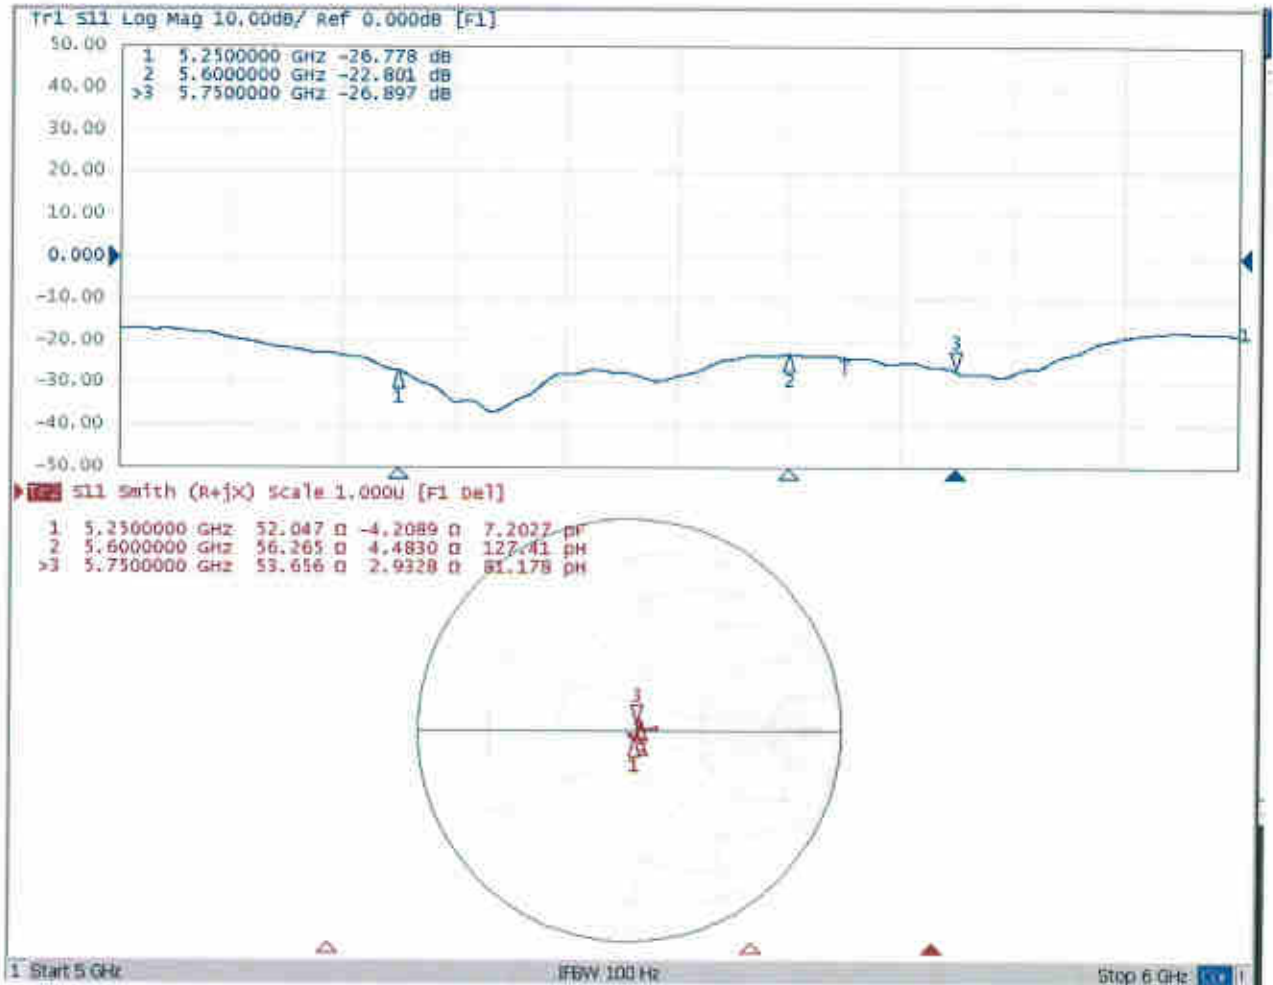 Tr1 S11 Log Mag 10.00dB/ Ref 0.000dB [F1]
50.00
1 5.2500000 GHz -26.778 dB
2 5.6000000 GHz -22.801 dB
>3 5.7500000 GHz -26.897 dB
40.00
30.00
20.00
10.00
0.000
-10.00
-20.00
-30.00
-40.00
-50.00
1
2
3
1
S11 Smith (R+jX) Scale 1.000U [F1 Del]
1 5.2500000 GHz 52.047 Ω -4.2089 Ω 7.2027 pF
2 5.6000000 GHz 56.265 Ω 4.4830 Ω 127.41 pH
>3 5.7500000 GHz 53.656 Ω 2.9328 Ω 81.178 pH
3
1
1 Start 5 GHz IFBW 100 Hz Stop 6 GHz